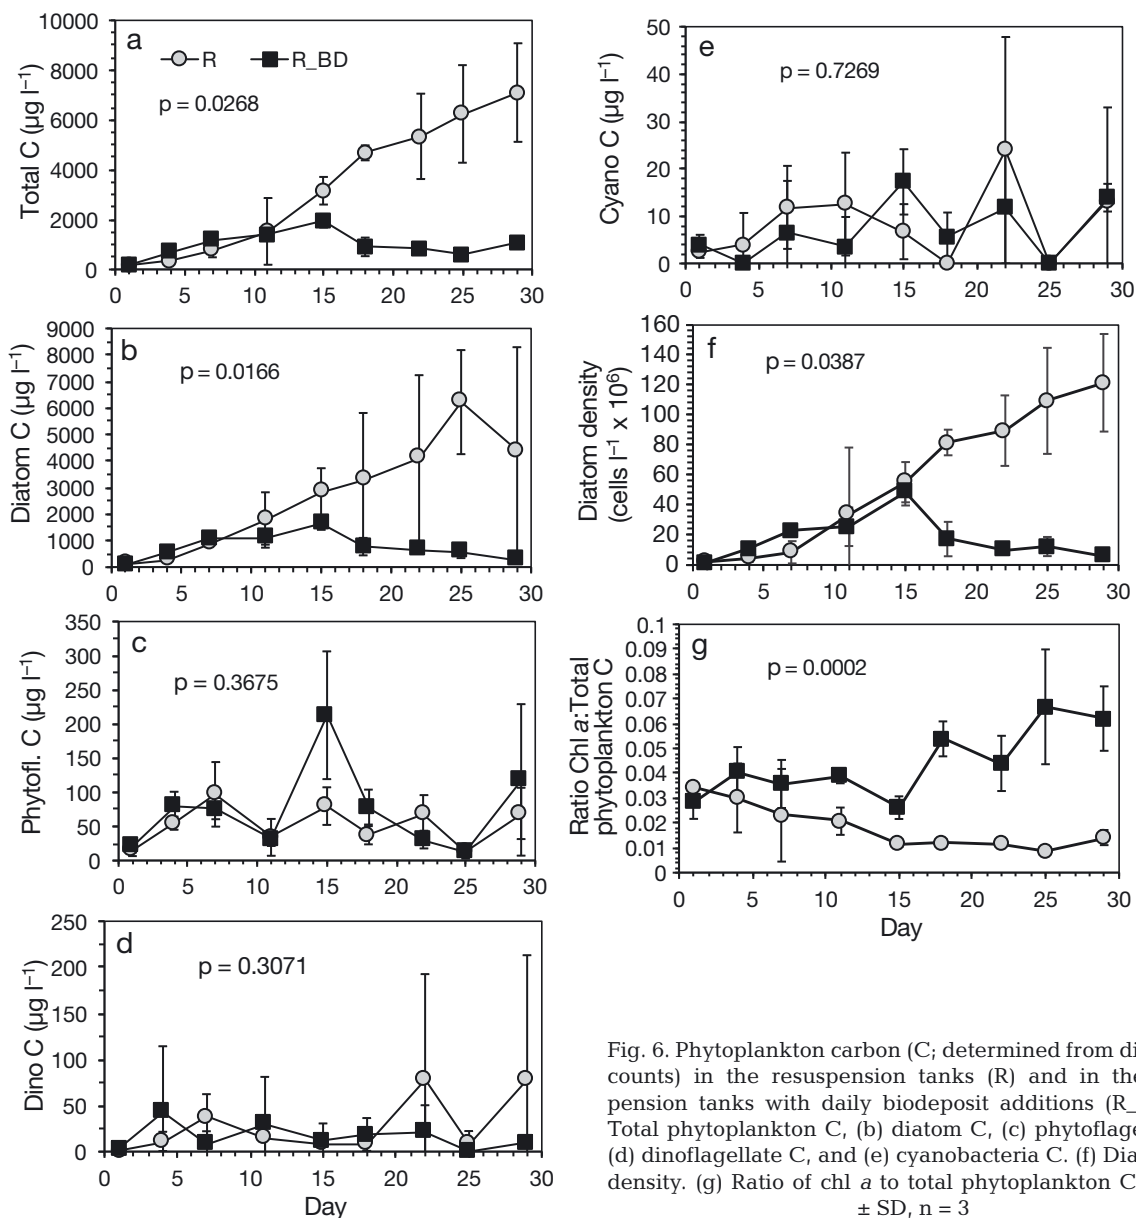 a
R
R_BD
p = 0.0268
Total C (µg l–1)
10000
8000
6000
4000
2000
0
0 5 10 15 20 25 30
b
p = 0.0166
Diatom C (µg l–1)
9000
8000
7000
6000
5000
4000
3000
2000
1000
0
0 5 10 15 20 25 30
c
p = 0.3675
Phytofl. C (µg l–1)
350
300
250
200
150
100
50
0
0 5 10 15 20 25 30
d
p = 0.3071
Dino C (µg l–1)
250
200
150
100
50
0
0 5 10 15 20 25 30
Day
e
p = 0.7269
Cyano C (µg l–1)
50
40
30
20
10
0
0 5 10 15 20 25 30
f
p = 0.0387
Diatom density
(cells l–1 x 106)
160
140
120
100
80
60
40
20
0
0 5 10 15 20 25 30
g
p = 0.0002
Ratio Chl a:Total
phytoplankton C
0.1
0.09
0.08
0.07
0.06
0.05
0.04
0.03
0.02
0.01
0
0 5 10 15 20 25 30
Day
Fig. 6. Phytoplankton carbon (C; determined from di
counts) in the resuspension tanks (R) and in the
pension tanks with daily biodeposit additions (R_
Total phytoplankton C, (b) diatom C, (c) phytoflage
(d) dinoflagellate C, and (e) cyanobacteria C. (f) Dia
density. (g) Ratio of chl a to total phytoplankton C
± SD, n = 3